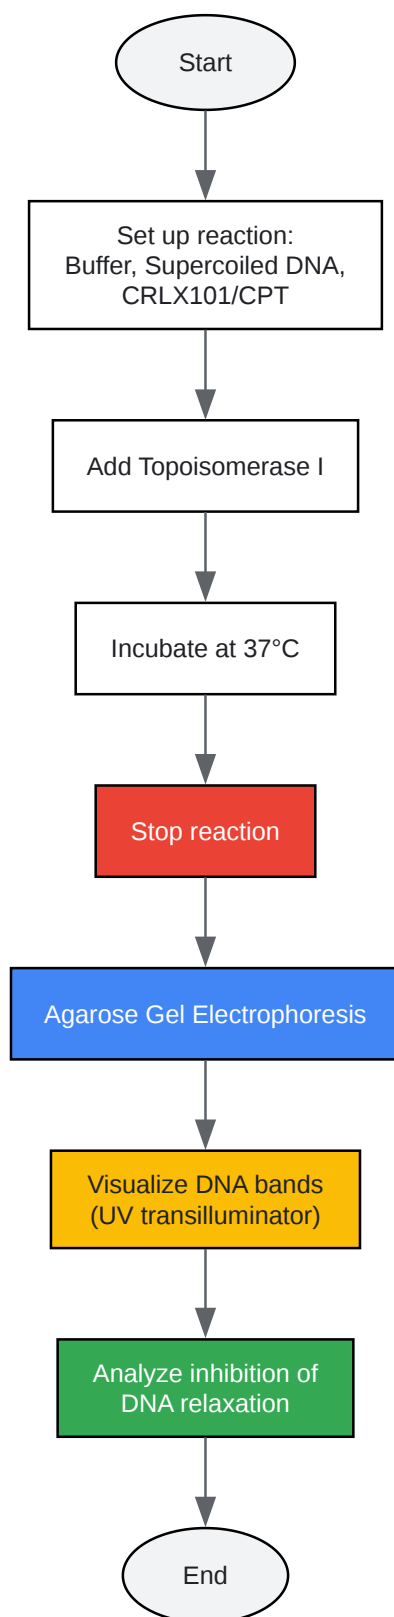 Start
Set up reaction:
Buffer, Supercoiled DNA,
CRLX101/CPT
Add Topoisomerase I
Incubate at 37°C
Stop reaction
Agarose Gel Electrophoresis
Visualize DNA bands
(UV transilluminator)
Analyze inhibition of
DNA relaxation
End